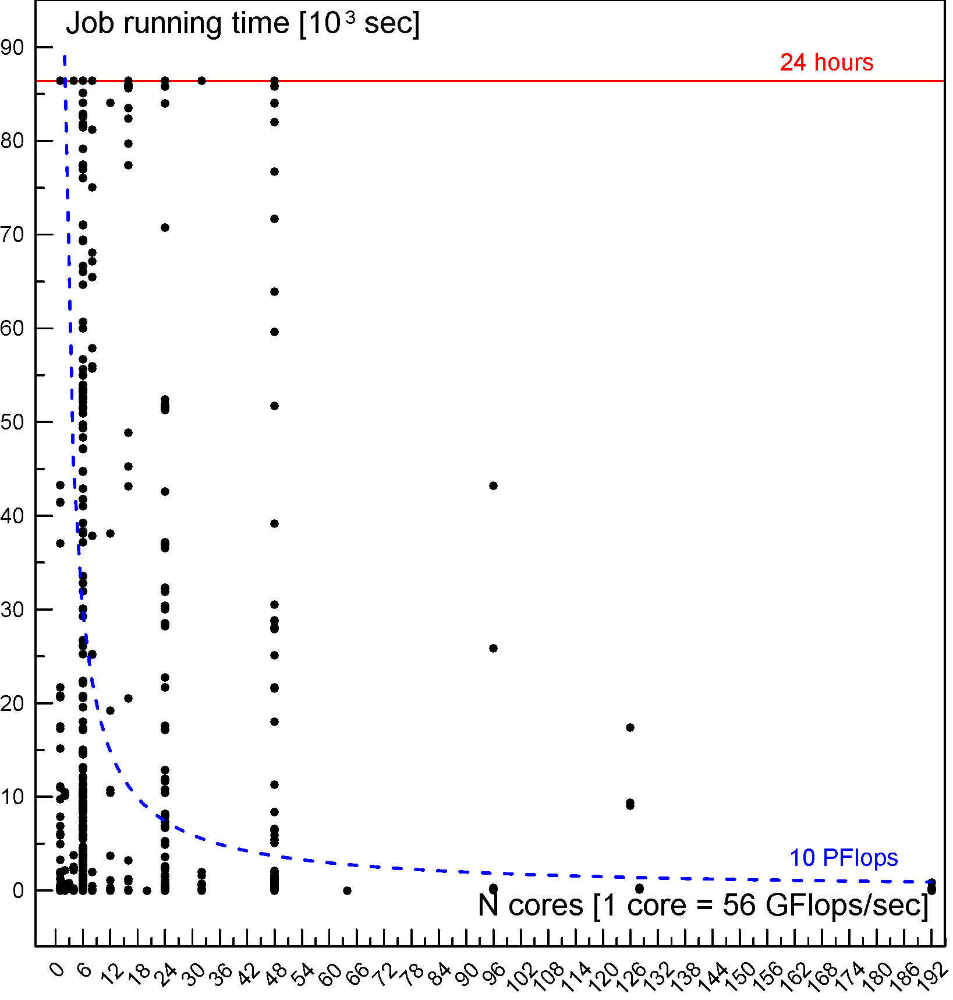 Job running time [10³ sec]
90
24 hours
80
70
60
50
40
30
20
10
10 PFlops
0
N cores [1 core = 56 GFlops/sec]
0 6 12 18 24 30 36 42 48 54 60 66 72 78 84 90 96 102 108 114 120 126 132 138 144 150 156 162 168 174 180 186 192